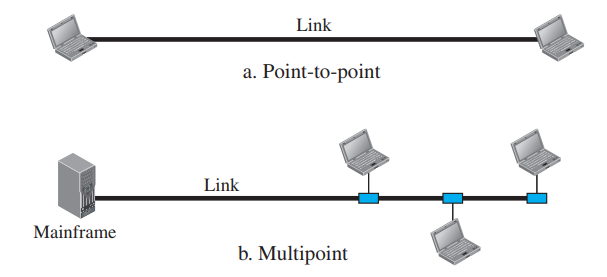 Link
a. Point-to-point
Link
Mainframe
b. Multipoint